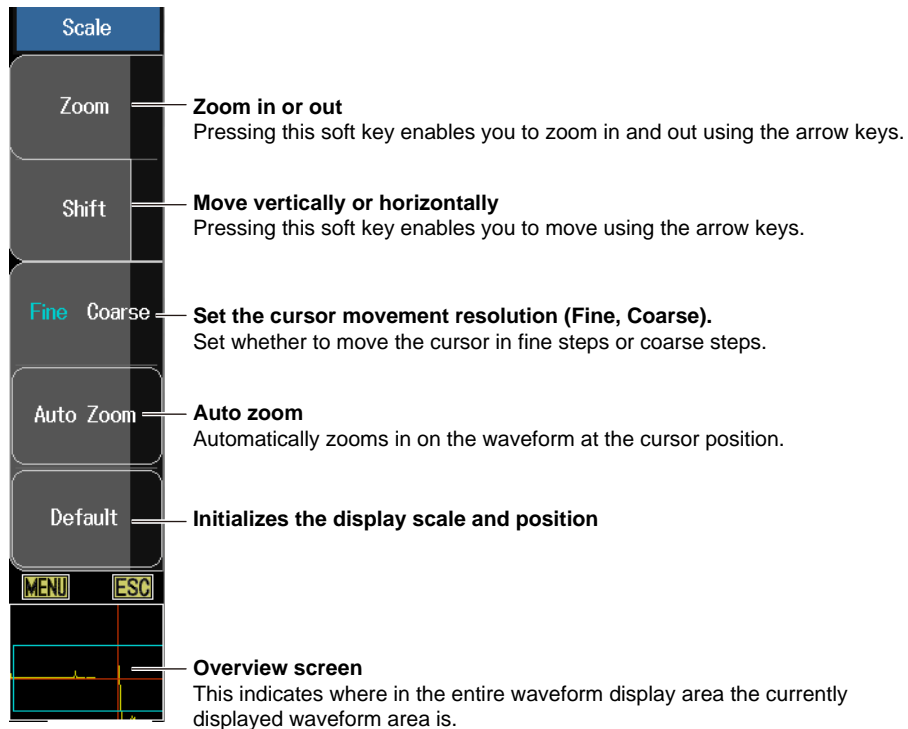 Scale
Zoom
Zoom in or out
Pressing this soft key enables you to zoom in and out using the arrow keys.
Shift
Move vertically or horizontally
Pressing this soft key enables you to move using the arrow keys.
Fine Coarse
Set the cursor movement resolution (Fine, Coarse).
Set whether to move the cursor in fine steps or coarse steps.
Auto Zoom
Auto zoom
Automatically zooms in on the waveform at the cursor position.
Default
Initializes the display scale and position
MENU ESC
Overview screen
This indicates where in the entire waveform display area the currently
displayed waveform area is.